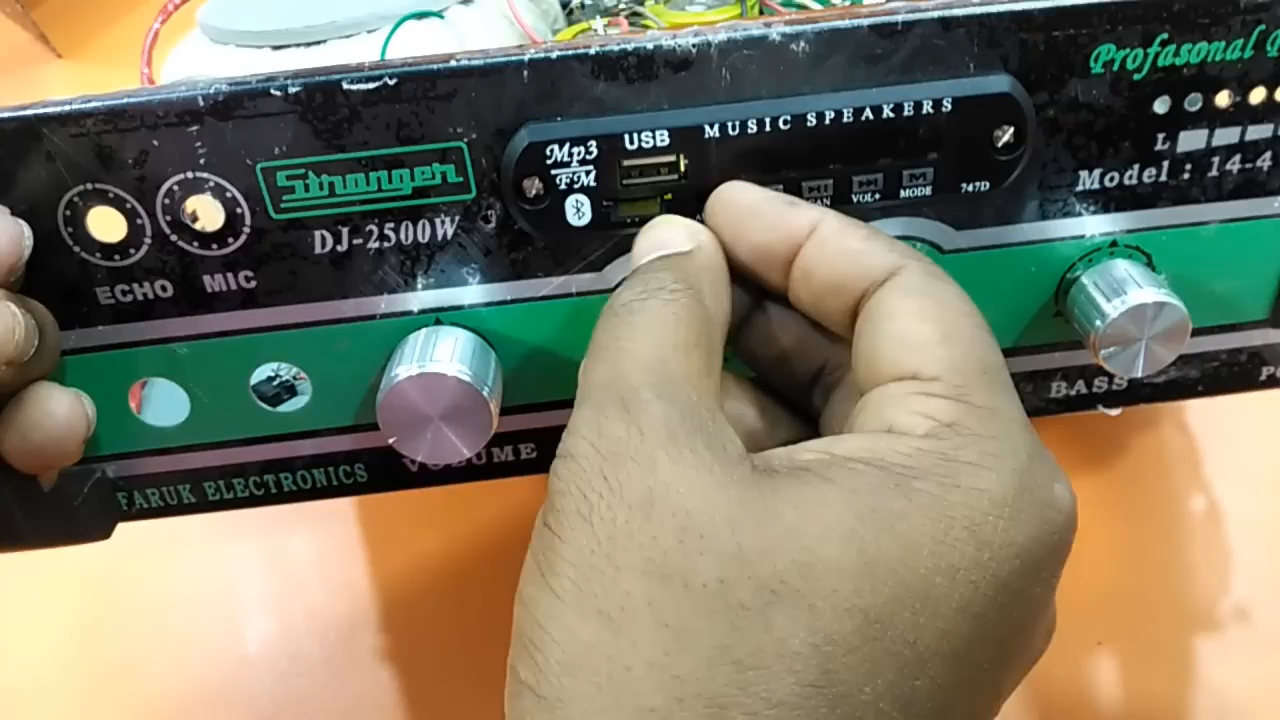 Profasonal
MUSIC SPEAKERS
USB
Mp3
FM
Stranger
DJ-2500W
ECHO
MIC
VOL+
MODE
747D
L
Model : 14-4
VOLUME
BASS
FARUK ELECTRONICS